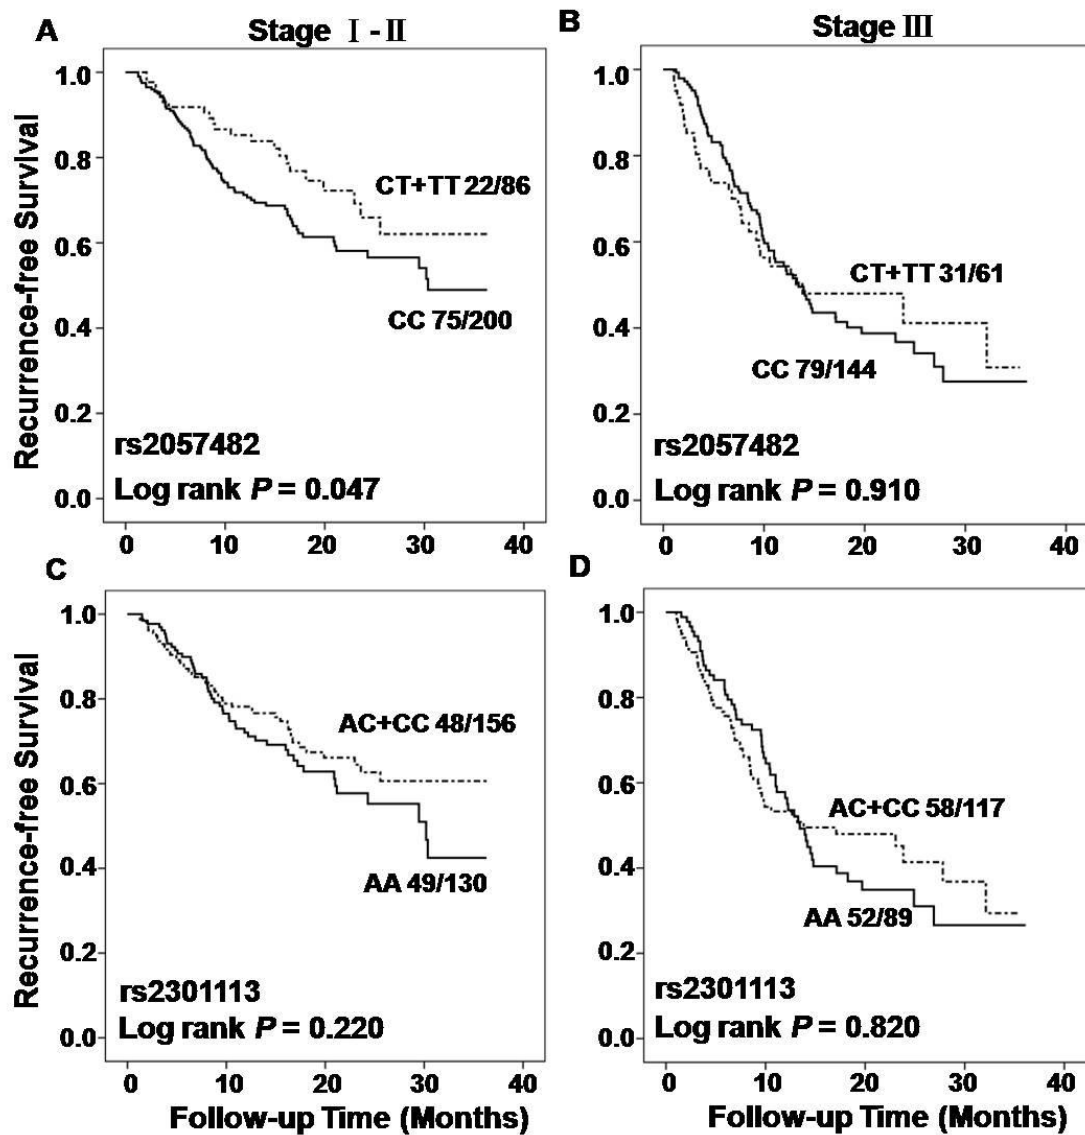 A
Stage Ⅰ-Ⅱ
Recurrence-free Survival
1.0
0.8
0.6
0.4
0.2
0.0
CT+TT 22/86
CC 75/200
rs2057482
Log rank P = 0.047
0 10 20 30 40
B
Stage Ⅲ
1.0
0.8
0.6
0.4
0.2
0.0
CT+TT 31/61
CC 79/144
rs2057482
Log rank P = 0.910
0 10 20 30 40
C
Recurrence-free Survival
1.0
0.8
0.6
0.4
0.2
0.0
AC+CC 48/156
AA 49/130
rs2301113
Log rank P = 0.220
0 10 20 30 40
Follow-up Time (Months)
D
1.0
0.8
0.6
0.4
0.2
0.0
AC+CC 58/117
AA 52/89
rs2301113
Log rank P = 0.820
0 10 20 30 40
Follow-up Time (Months)